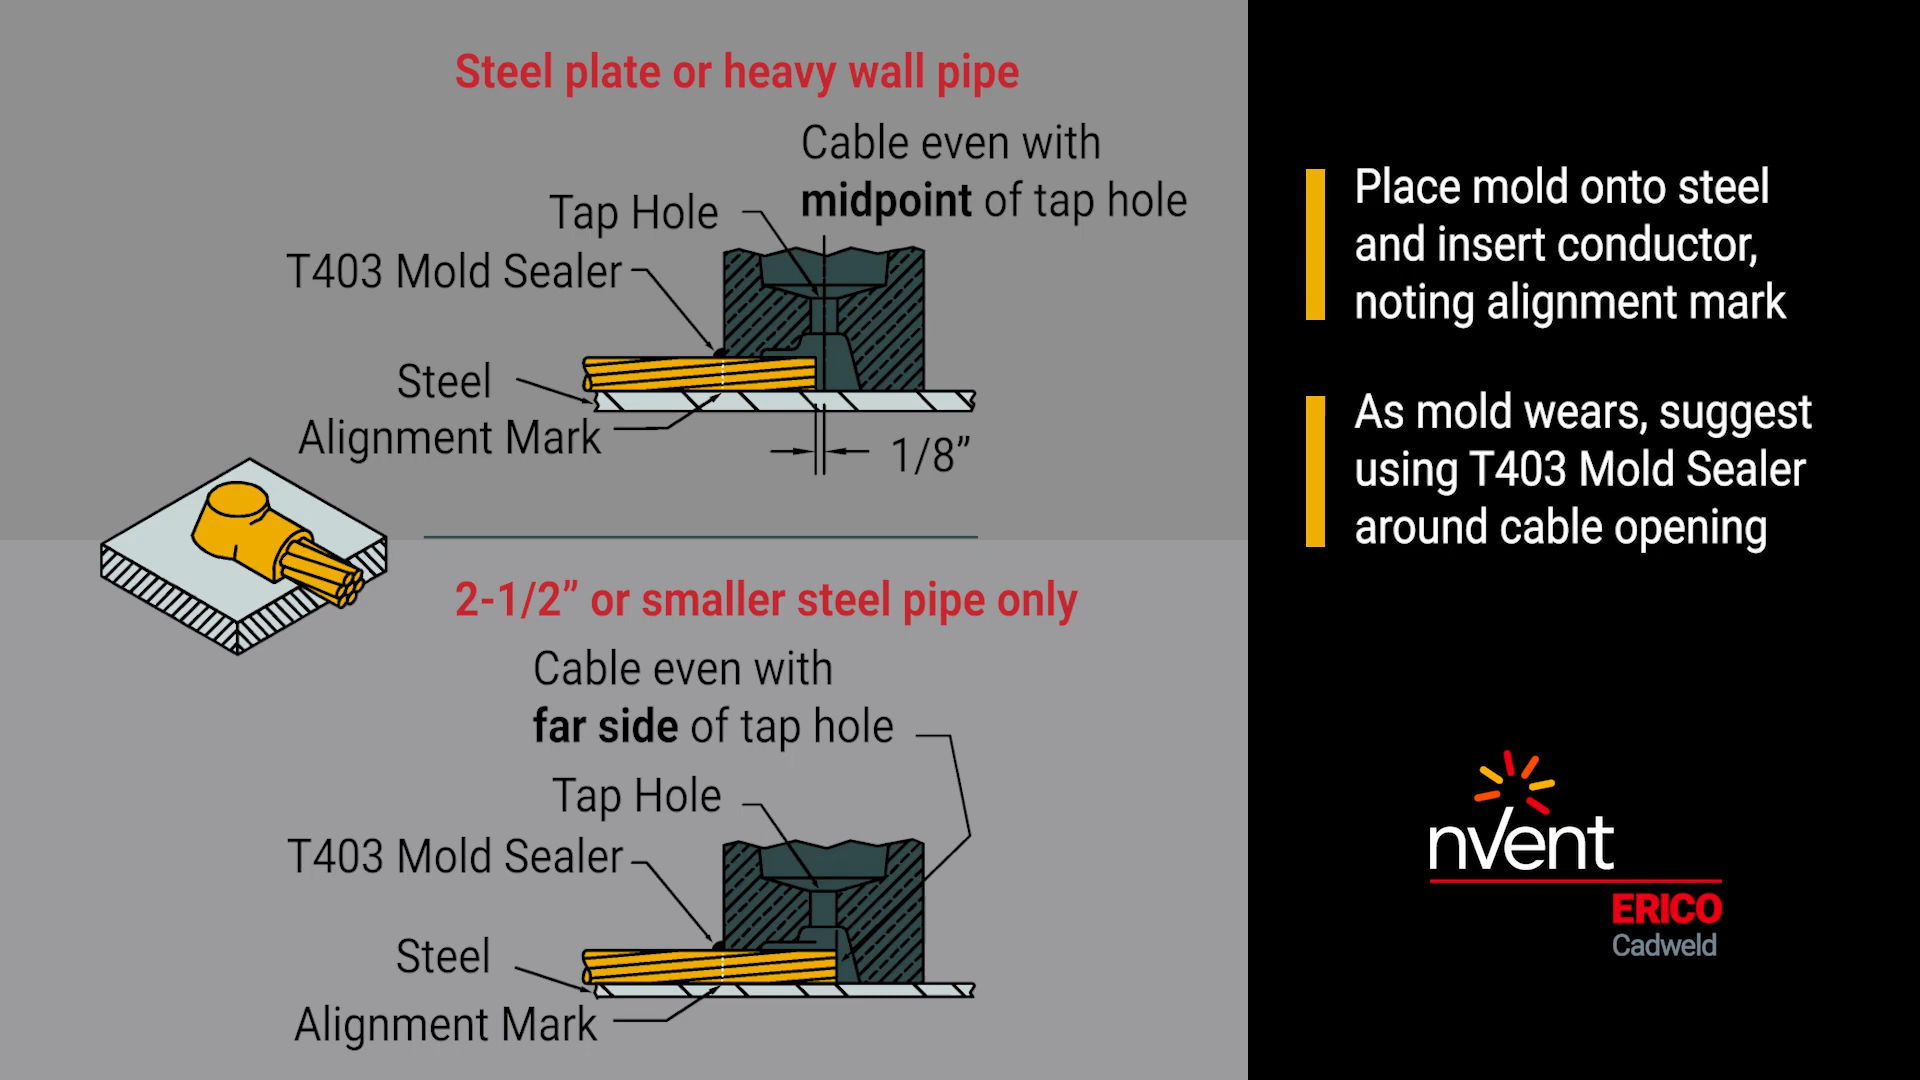 Steel plate or heavy wall pipe
Cable even with
midpoint of tap hole
Tap Hole
T403 Mold Sealer
Steel
Alignment Mark
1/8”
2-1/2” or smaller steel pipe only
Cable even with
far side of tap hole
Tap Hole
T403 Mold Sealer
Steel
Alignment Mark
Place mold onto steel
and insert conductor,
noting alignment mark
As mold wears, suggest
using T403 Mold Sealer
around cable opening
nVent
ERICO
Cadweld